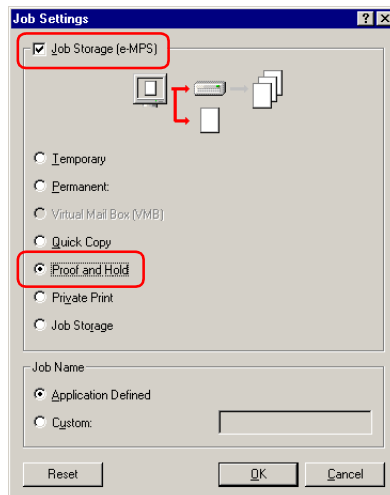 Job Settings
Job Storage (e-MPS)
Temporary
Permanent:
Virtual Mail Box (VMB)
Quick Copy
Proof and Hold
Private Print
Job Storage
Job Name
Application Defined
Custom:
Reset OK Cancel